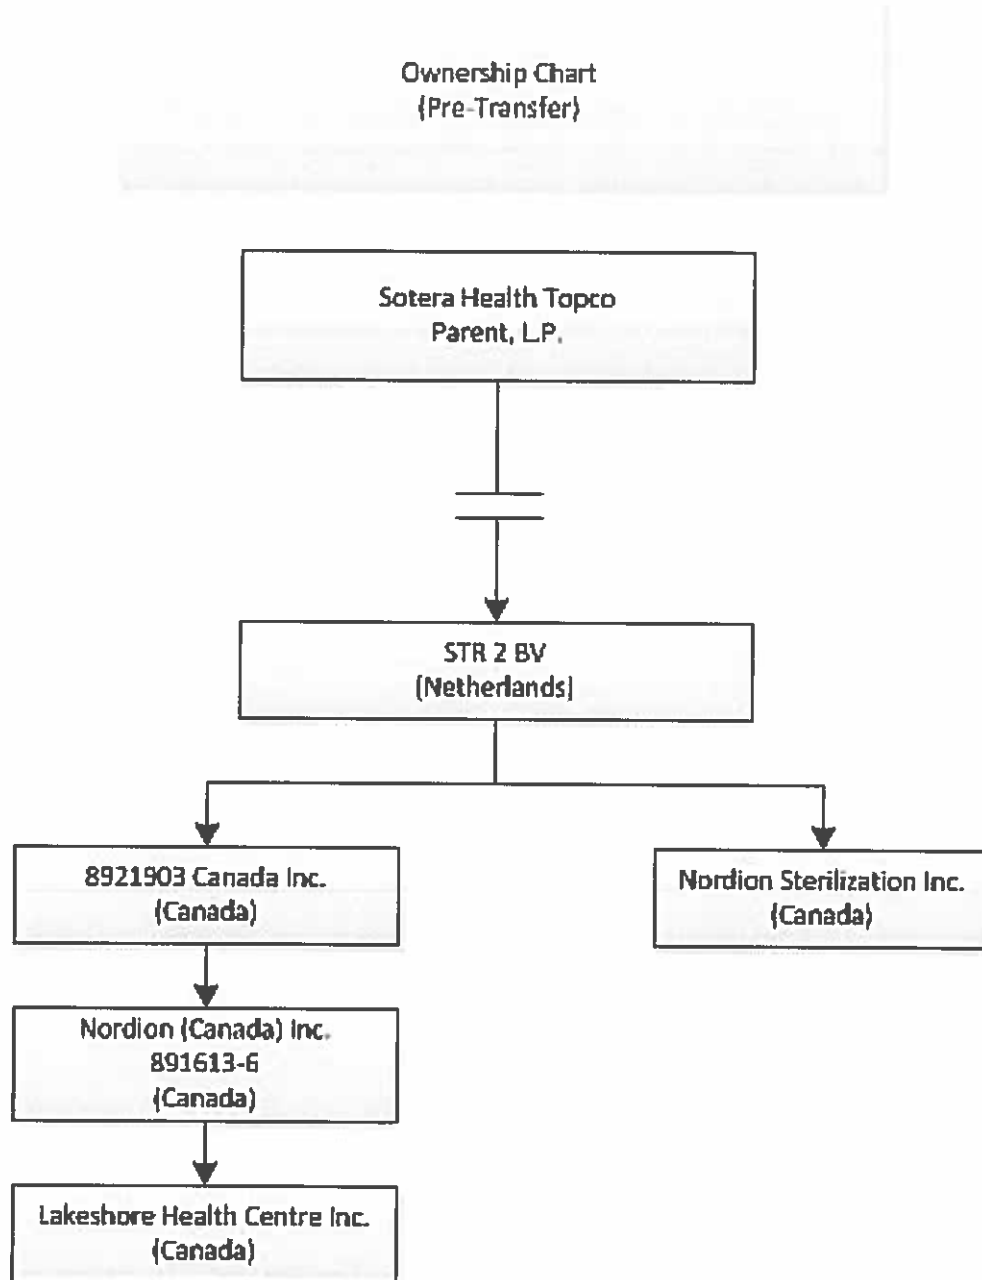 Ownership Chart
(Pre-Transfer)
Sotera Health Topco
Parent, L.P.
STR 2 BV
(Netherlands)
8921903 Canada Inc.
(Canada)
Nordion Sterilization Inc.
(Canada)
Nordion (Canada) Inc.
891613-6
(Canada)
Lakeshore Health Centre Inc.
(Canada)